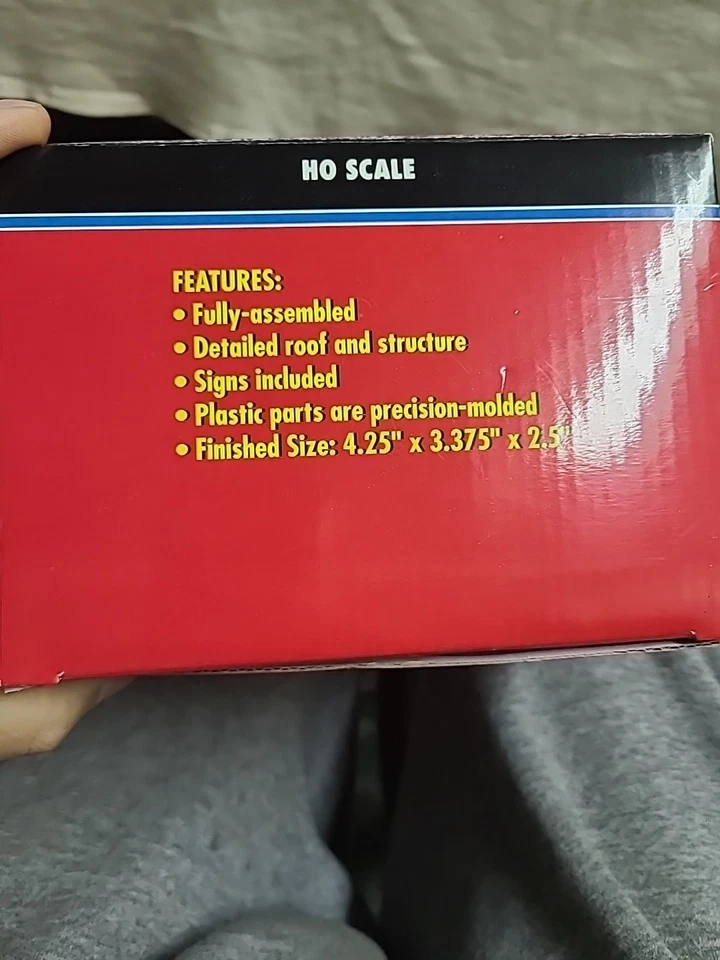 HO SCALE
FEATURES:
• Fully-assembled
• Detailed roof and structure
• Signs included
• Plastic parts are precision-molded
• Finished Size: 4.25" x 3.375" x 2.5"